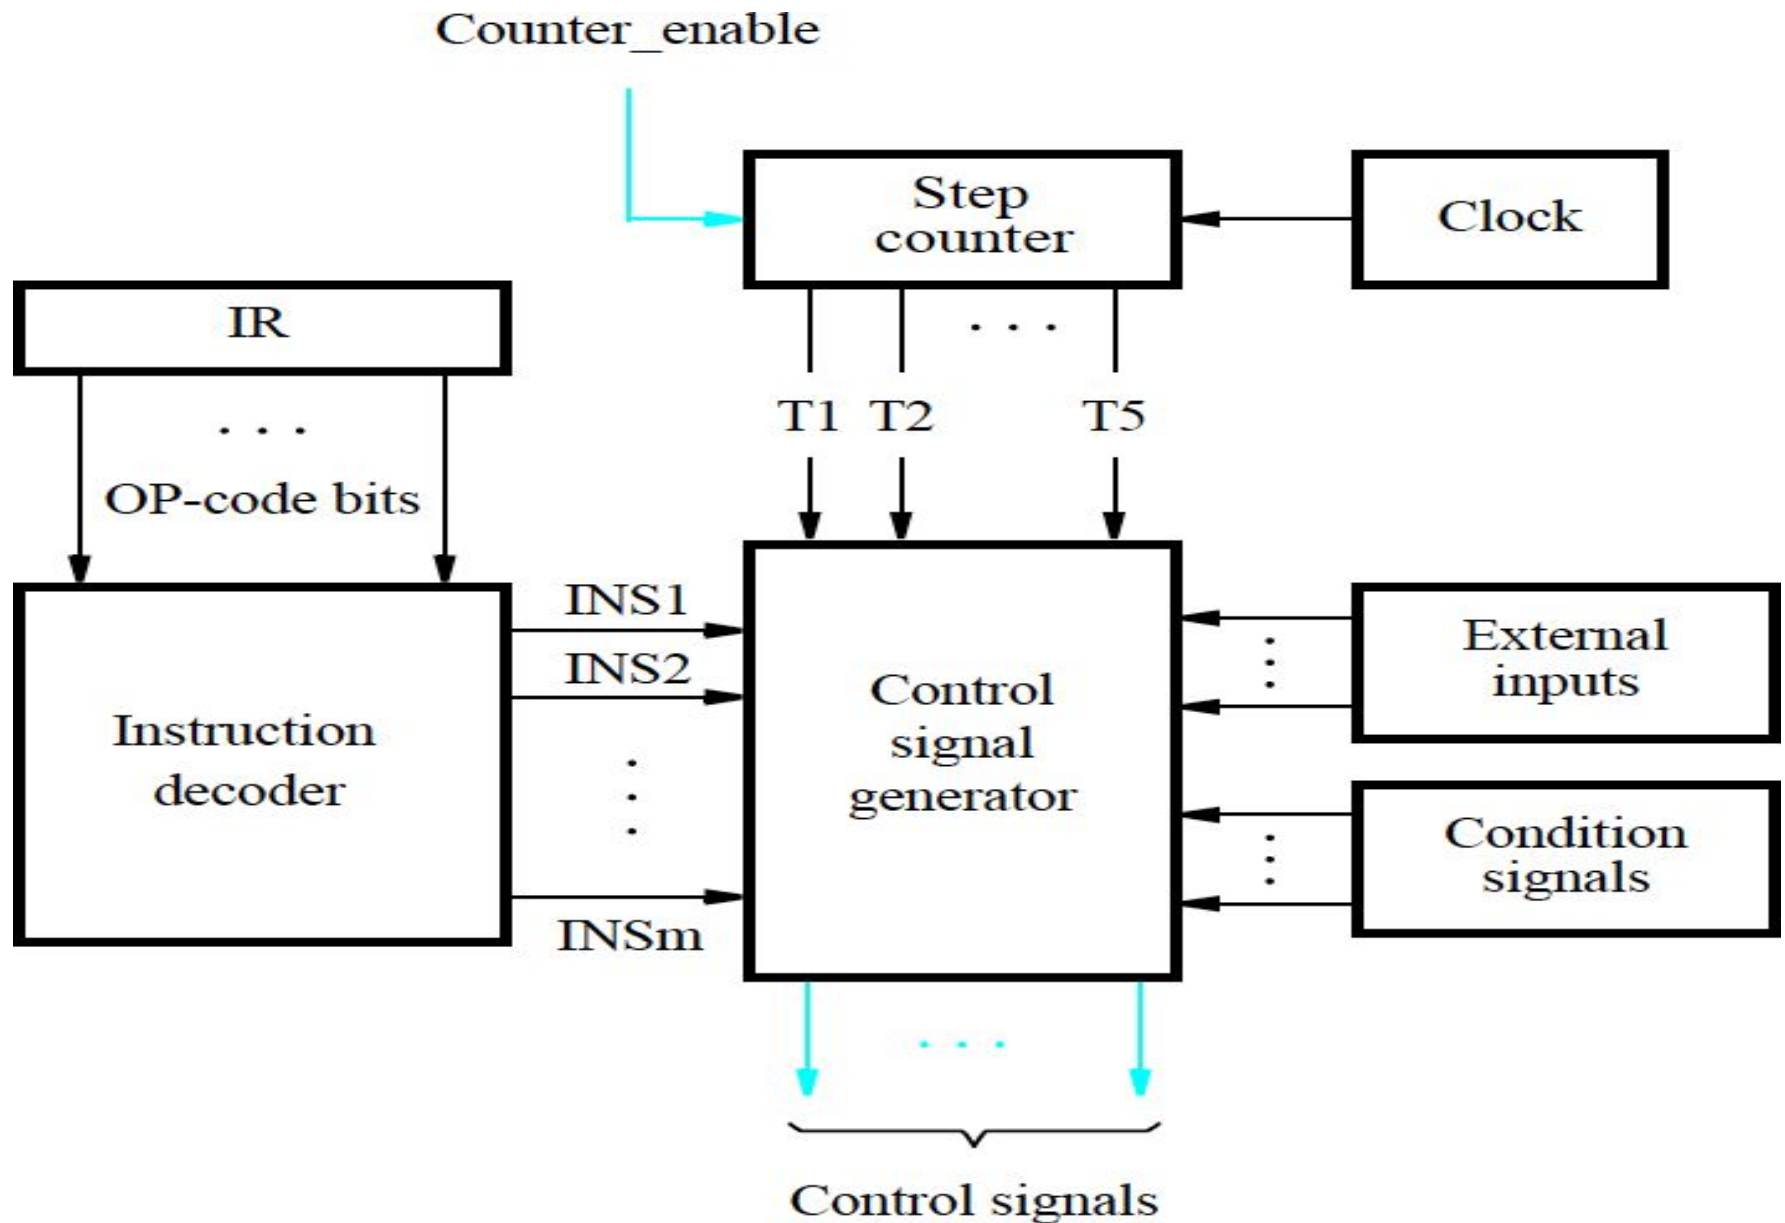 Counter_enable
Step
counter
Clock
IR
. . .
. . .
T1 T2 T5
OP-code bits
INS1
INS2
INSm
Instruction
decoder
Control
signal
generator
External
inputs
Condition
signals
. . .
Control signals